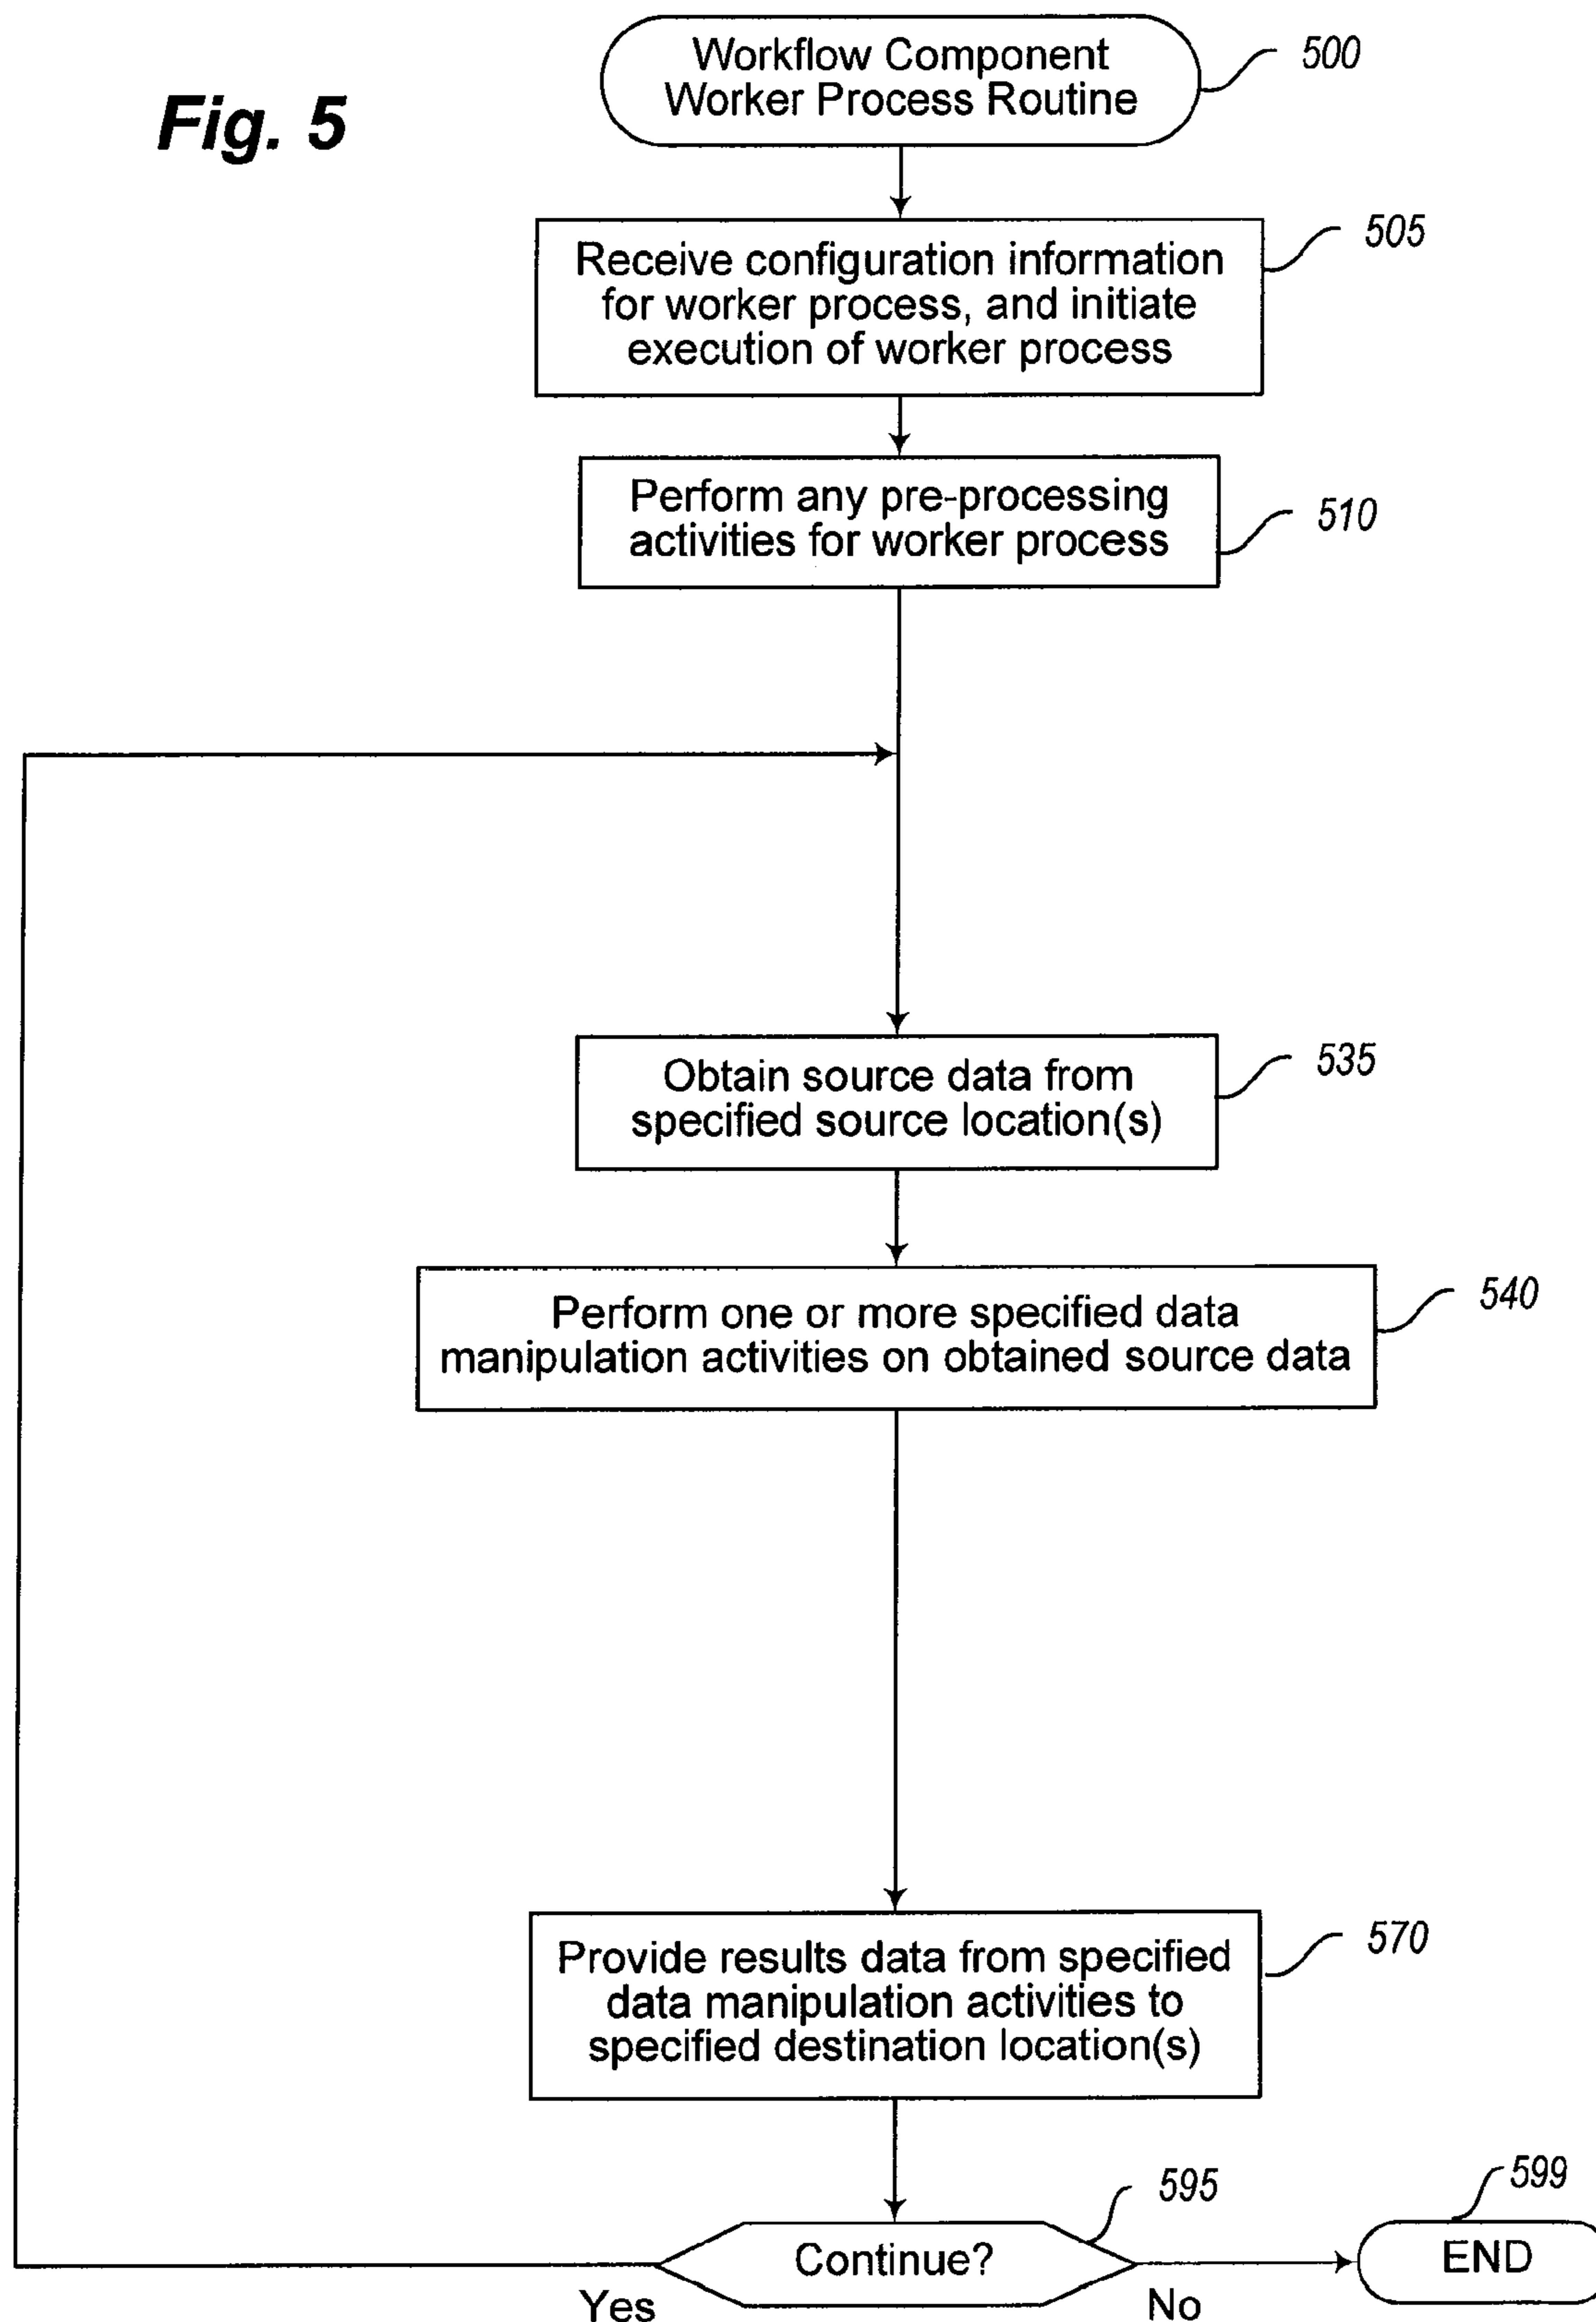 Fig. 5
Workflow Component
Worker Process Routine
500
Receive configuration information
for worker process, and initiate
execution of worker process
505
Perform any pre-processing
activities for worker process
510
Obtain source data from
specified source location(s)
535
Perform one or more specified data
manipulation activities on obtained source data
540
Provide results data from specified
data manipulation activities to
specified destination location(s)
570
Continue?
595
Yes
No
END
599